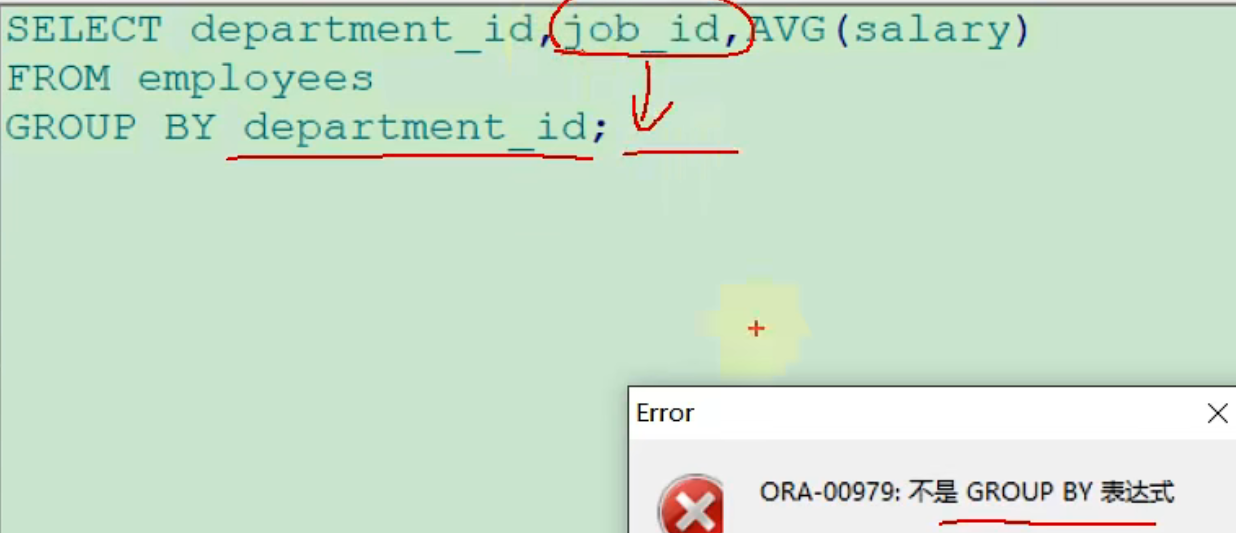 SELECT department_id,job_id,AVG(salary)
FROM employees
GROUP BY department_id;
Error
ORA-00979: 不是 GROUP BY 表达式